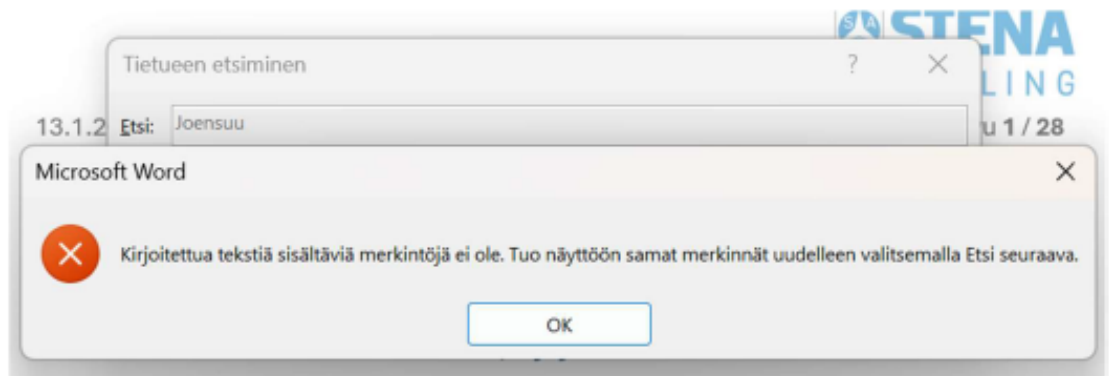 SA STENA
Tietueen etsiminen ?
LING
13.1.2 Etsi: Joensuu u 1 / 28
Microsoft Word
Kirjoitettua tekstiä sisältäviä merkintöjä ei ole. Tuo näyttöön samat merkinnät uudelleen valitsemalla Etsi seuraava.
OK